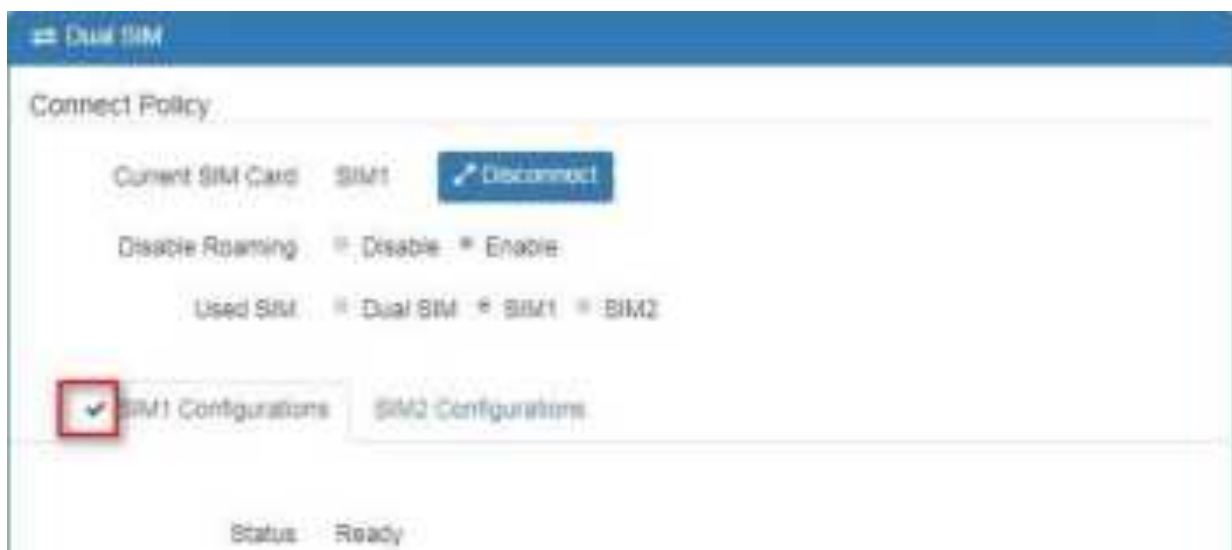 Dual SIM
Connect Policy
Current SIM Card SIM1 Disconnect
Disable Roaming Disable Enable
Used SIM Dual SIM SIM1 SIM2
SIM1 Configurations SIM2 Configurations
Status Ready